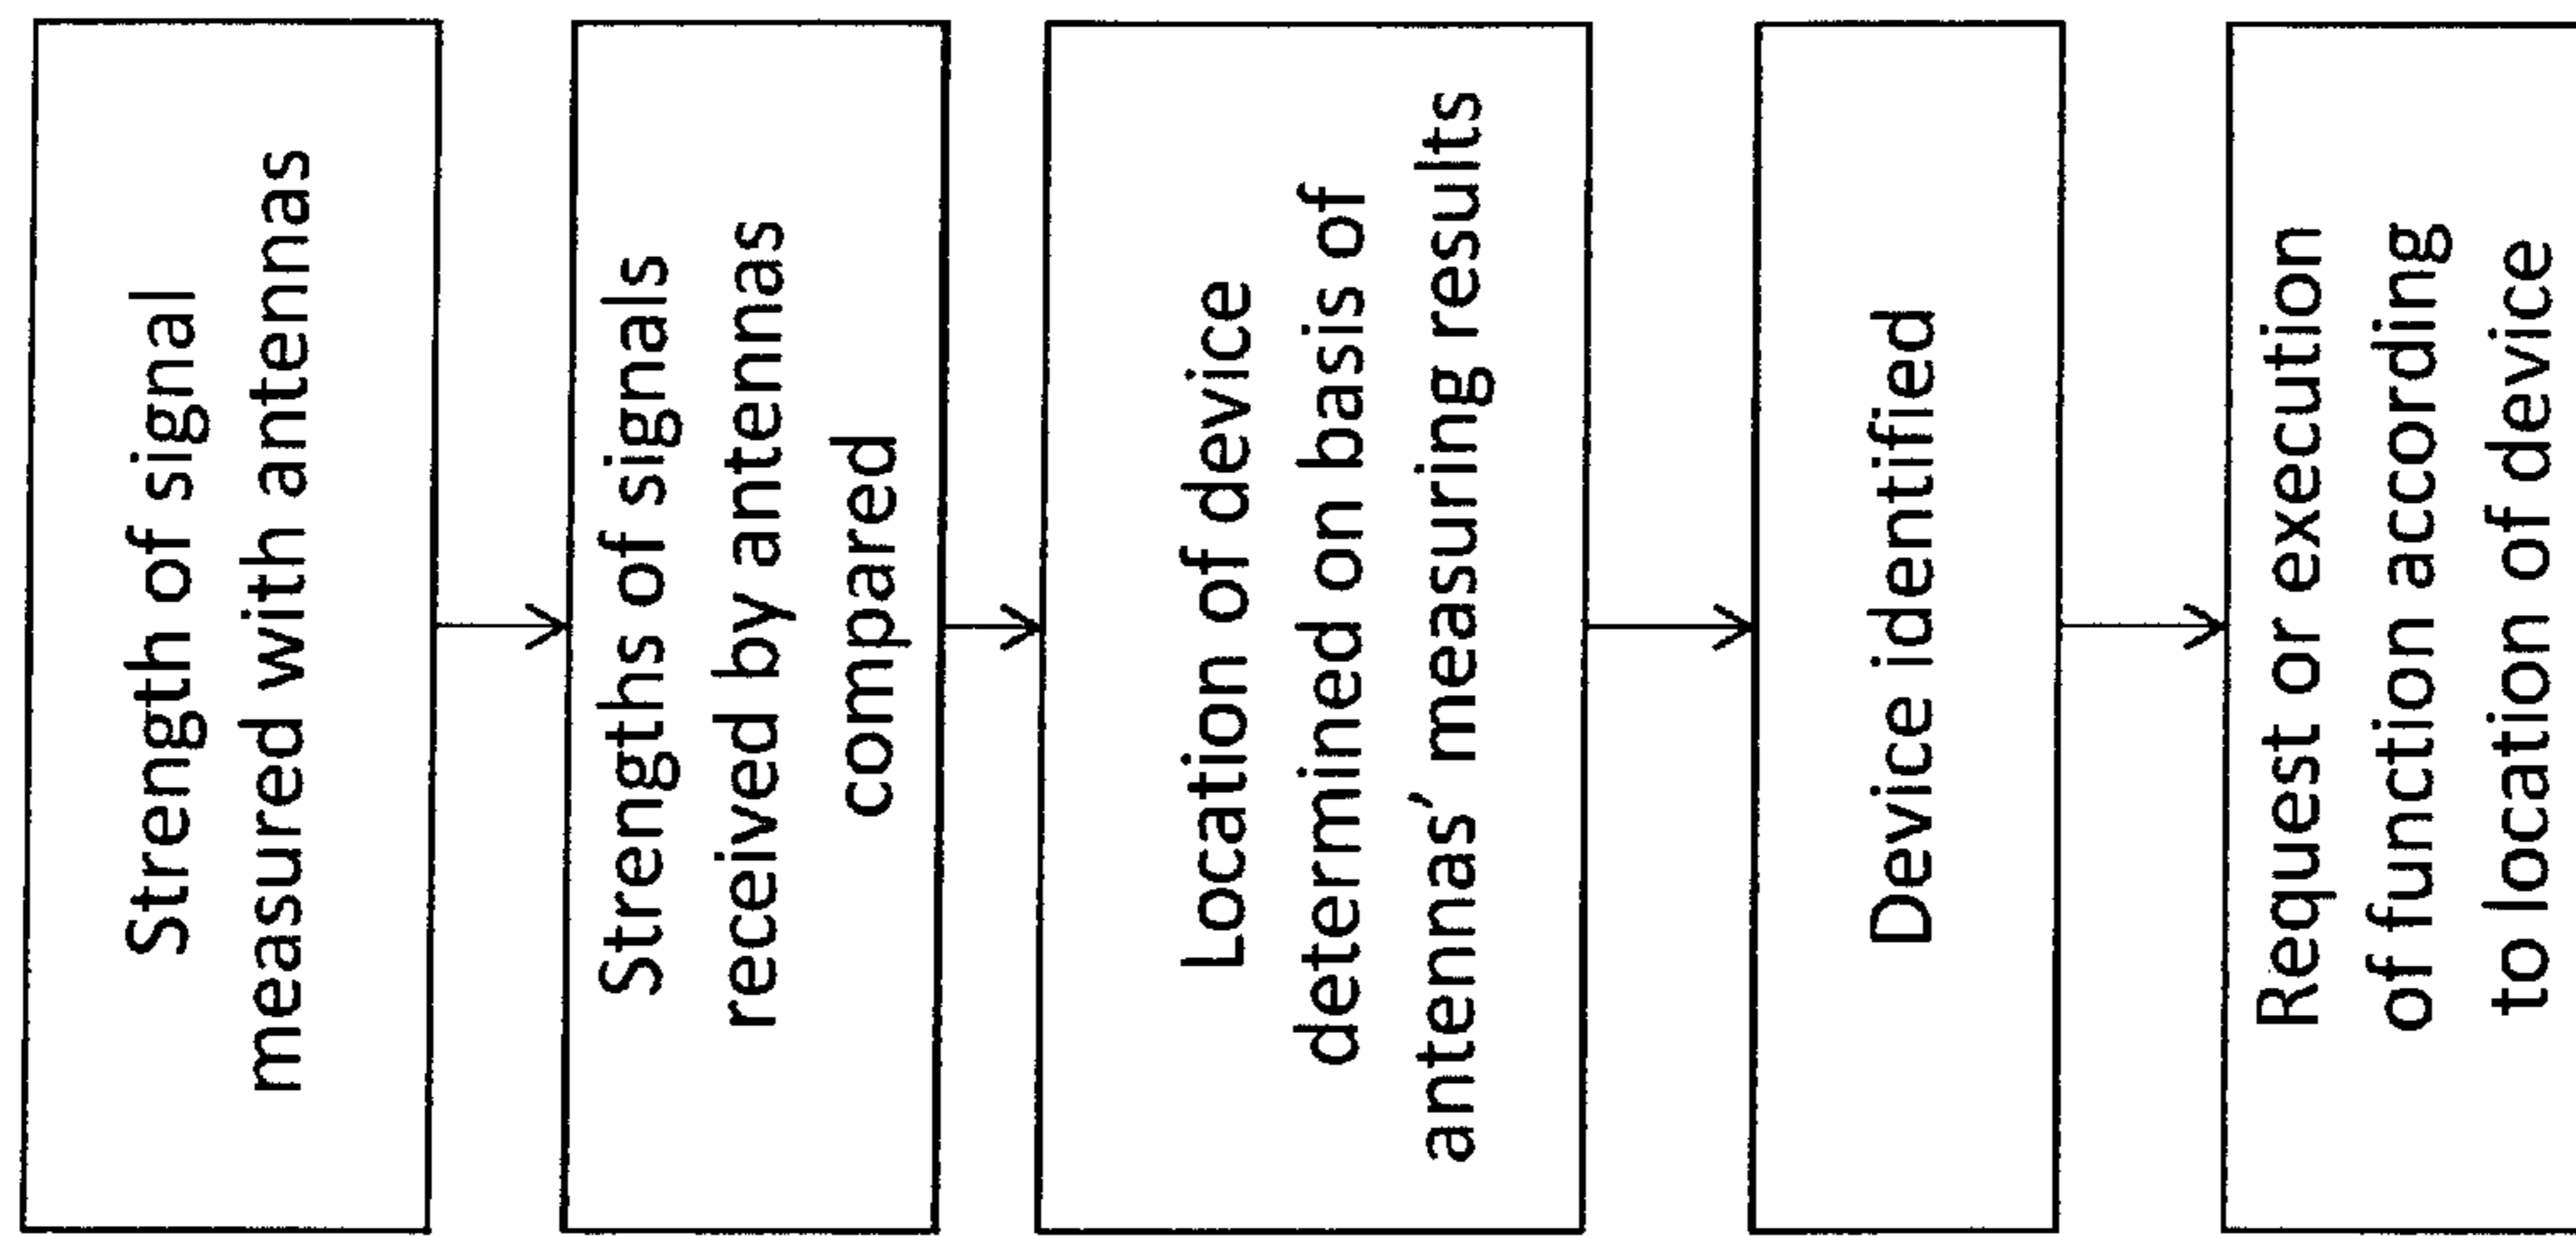 Strength of signal
measured with antennas
Strengths of signals
received by antennas
compared
Location of device
determined on basis of
antennas’ measuring results
Device identified
Request or execution
of function according
to location of device